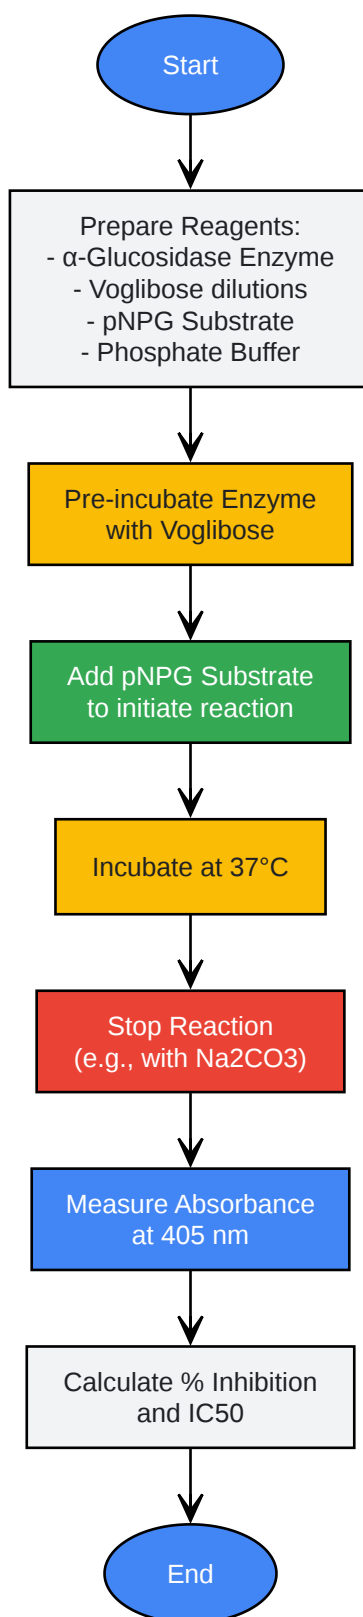 Start
Prepare Reagents:
- α-Glucosidase Enzyme
- Voglibose dilutions
- pNPG Substrate
- Phosphate Buffer
Pre-incubate Enzyme
with Voglibose
Add pNPG Substrate
to initiate reaction
Incubate at 37°C
Stop Reaction
(e.g., with Na2CO3)
Measure Absorbance
at 405 nm
Calculate % Inhibition
and IC50
End